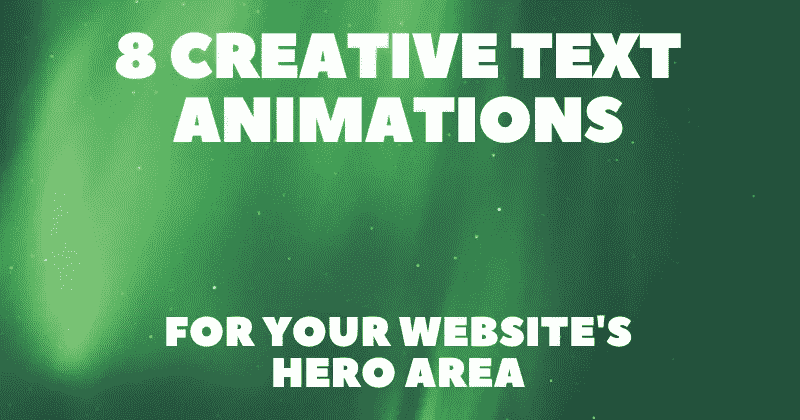 8 CREATIVE TEXT
ANIMATIONS
FOR YOUR WEBSITE'S
HERO AREA